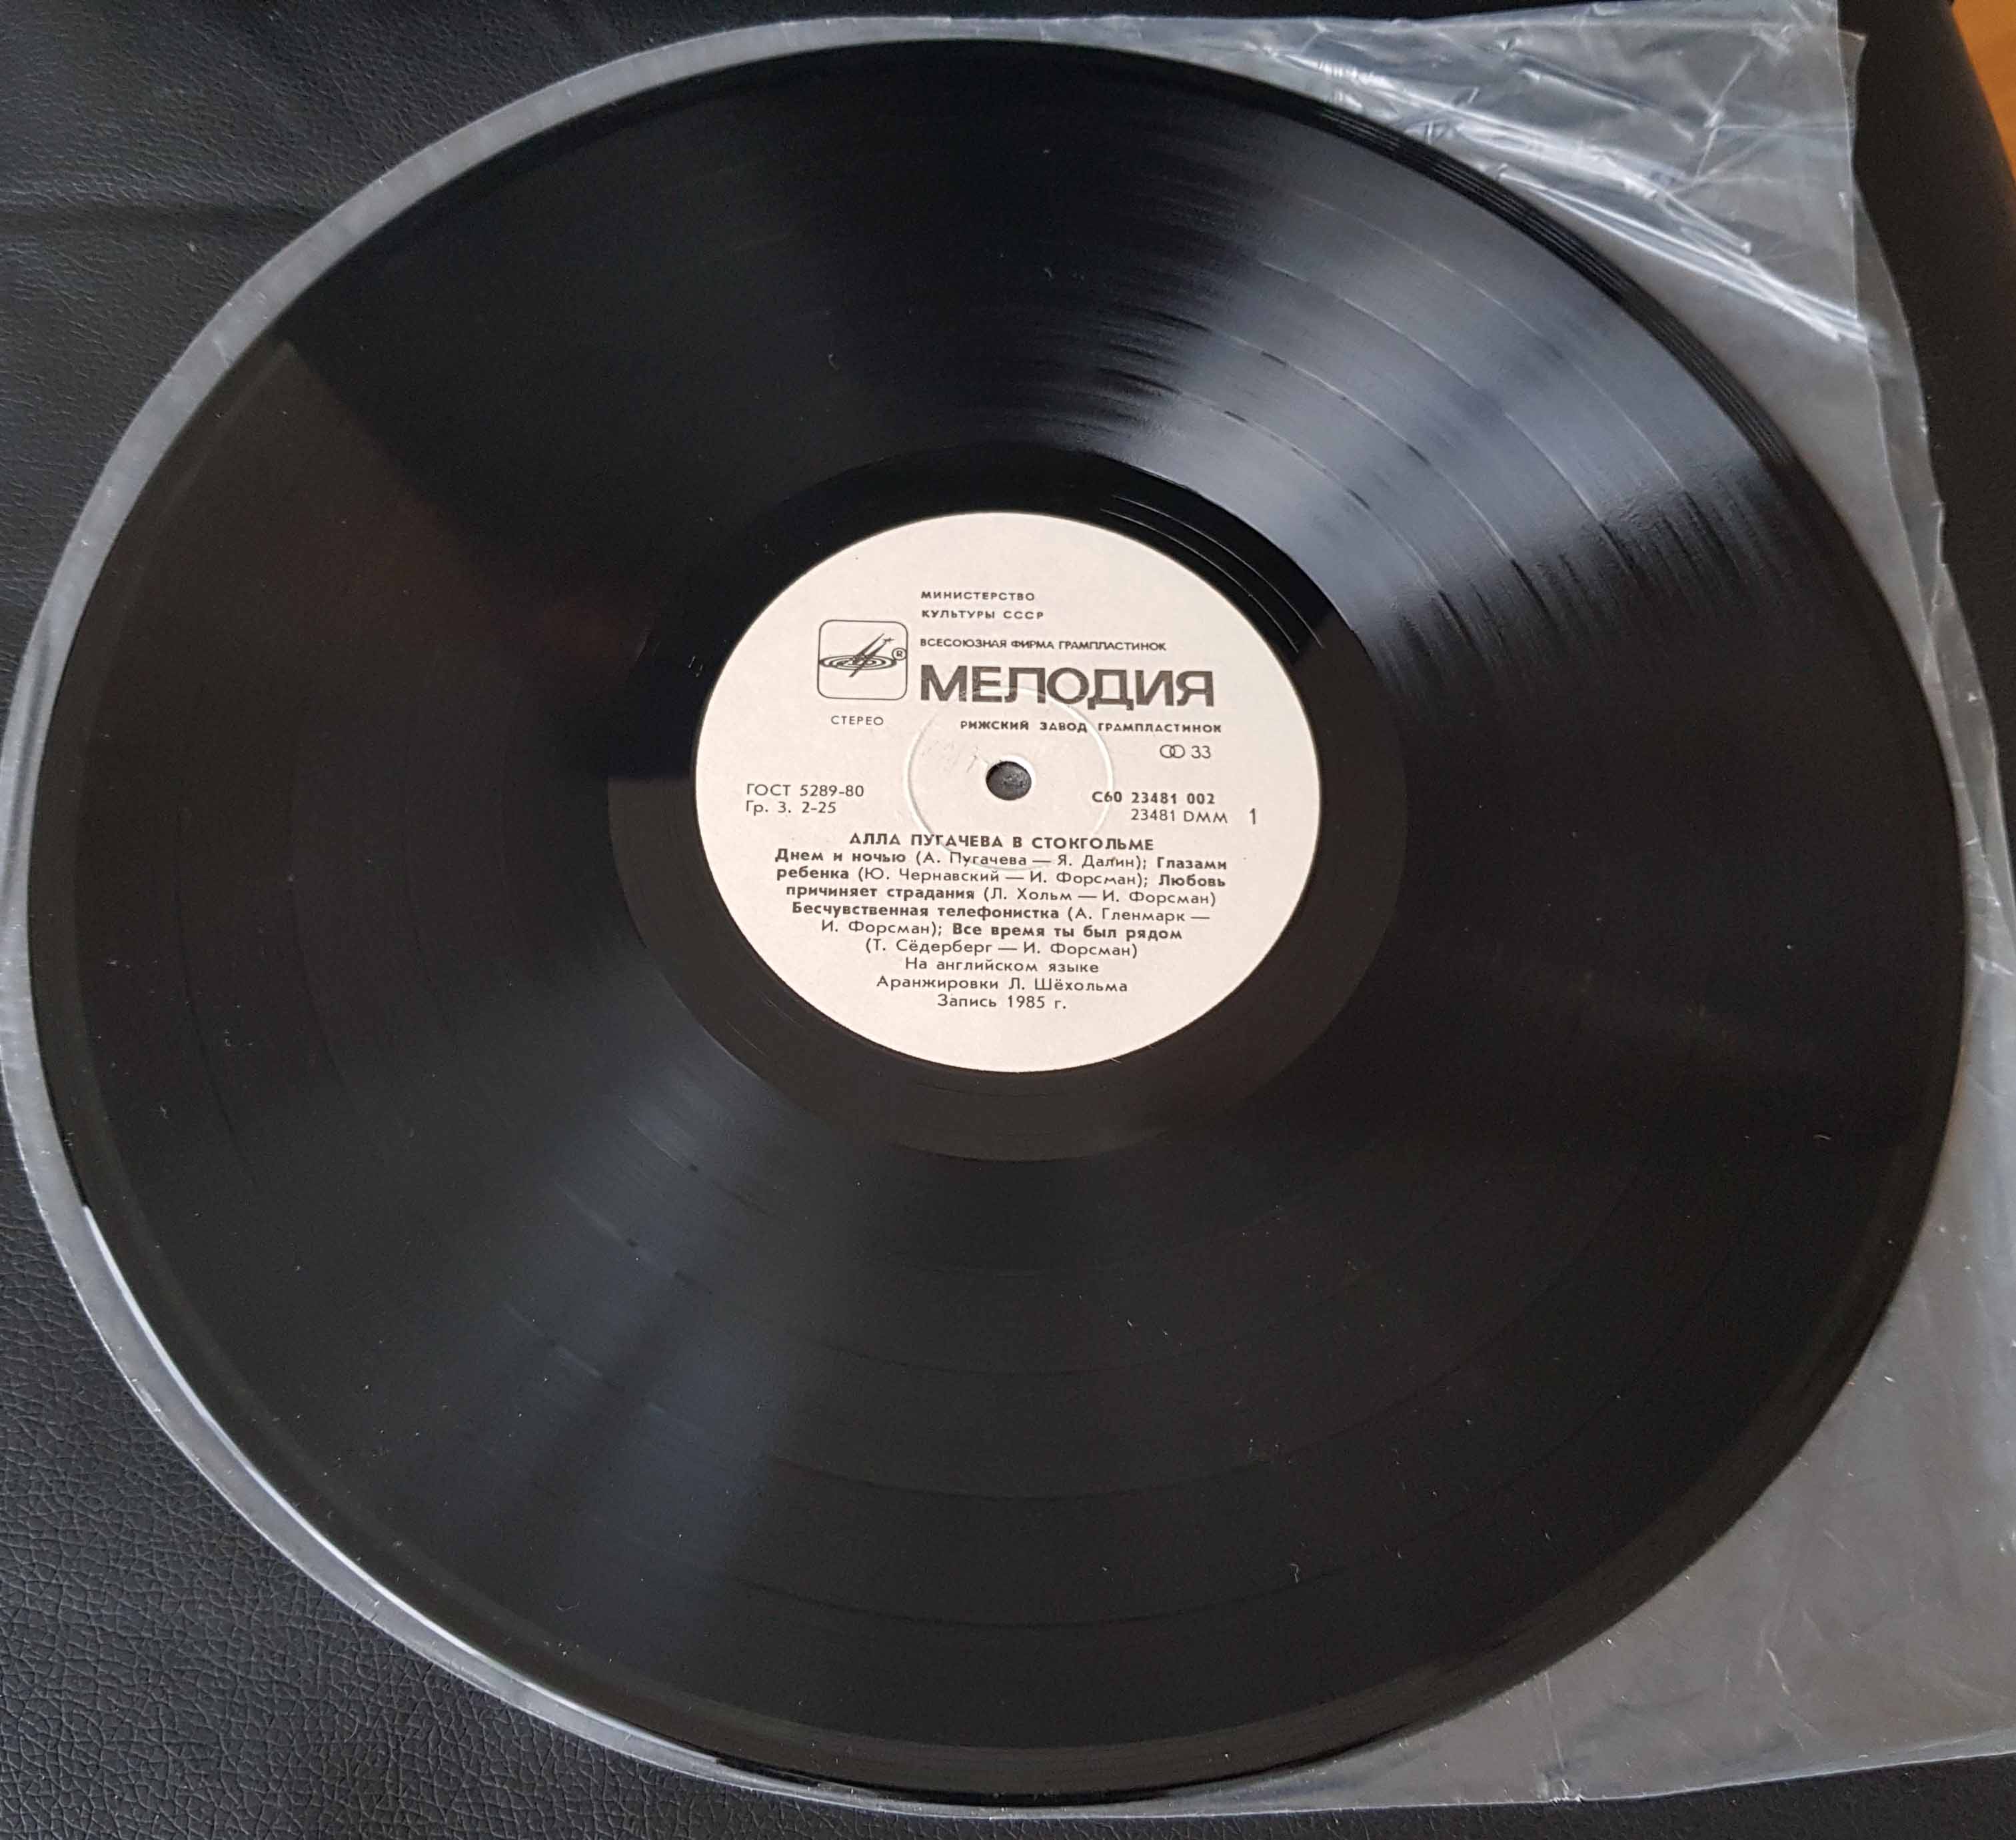 МИНИСТЕРСТВО
КУЛЬТУРЫ СССР
ВСЕСОЮЗНАЯ ФИРМА ГРАМПЛАСТИНОК
®
МЕЛОДИЯ
СТЕРЕО
РИЖСКИЙ ЗАВОД ГРАМПЛАСТИНОК
33
ГОСТ 5289-80
Гр. 3. 2-25
С60 23481 002
23481 DMM 1
АЛЛА ПУГАЧЕВА В СТОКГОЛЬМЕ
Днем и ночью (А. Пугачева — Я. Далин); Глазами
ребенка (Ю. Чернавский — И. Форсман); Любовь
причиняет страдания (Л. Хольм — И. Форсман)
Бесчувственная телефонистка (А. Гленмарк —
И. Форсман); Все время ты был рядом
(Т. Сёдерберг — И. Форсман)
На английском языке
Аранжировки Л. Шёхольма
Запись 1985 г.